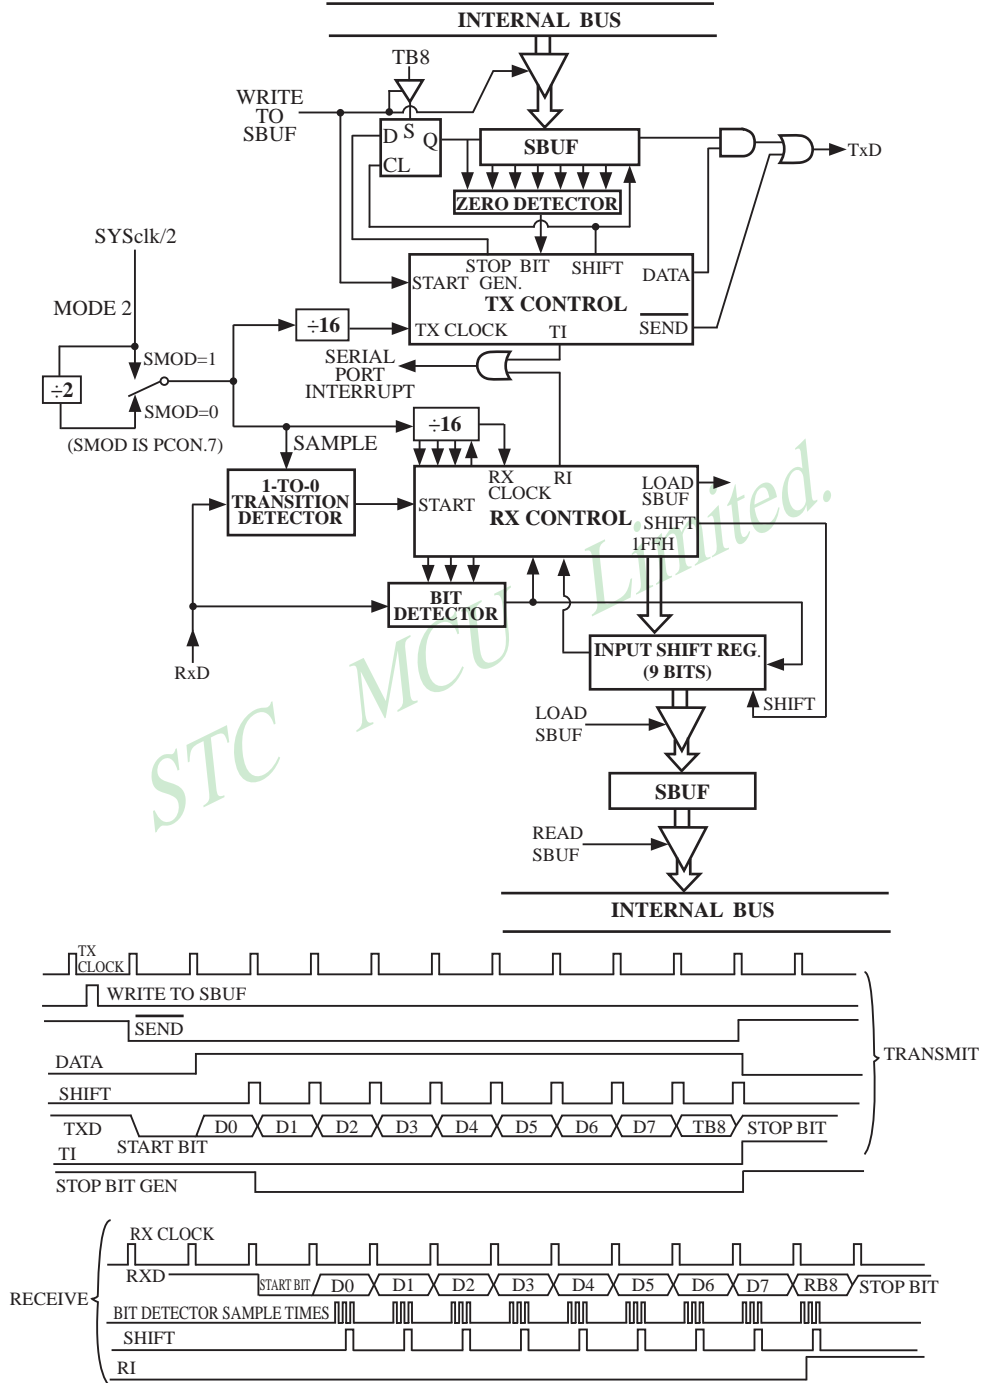 INTERNAL BUS
TB8
WRITE
TO
SBUF
D S Q
CL
SBUF
TxD
ZERO DETECTOR
SYSclk/2
STOP BIT SHIFT
DATA
START GEN.
TX CONTROL
MODE 2
÷16
TX CLOCK TI SEND
SERIAL
PORT
INTERRUPT
SMOD=1
÷2
SMOD=0
(SMOD IS PCON.7)
SAMPLE
÷16
1-TO-0
TRANSITION
DETECTOR
RX RI
CLOCK
LOAD
SBUF
START
RX CONTROL
SHIFT
1FFH
BIT
DETECTOR
RxD
INPUT SHIFT REG.
(9 BITS)
SHIFT
LOAD
SBUF
SBUF
READ
SBUF
INTERNAL BUS
STC MCU Limited.
TX
CLOCK
WRITE TO SBUF
SEND
DATA
TRANSMIT
SHIFT
TXD START BIT D0 D1 D2 D3 D4 D5 D6 D7 TB8 STOP BIT
TI
STOP BIT GEN
RX CLOCK
RXD START BIT D0 D1 D2 D3 D4 D5 D6 D7 RB8 STOP BIT
RECEIVE
BIT DETECTOR SAMPLE TIMES
SHIFT
RI